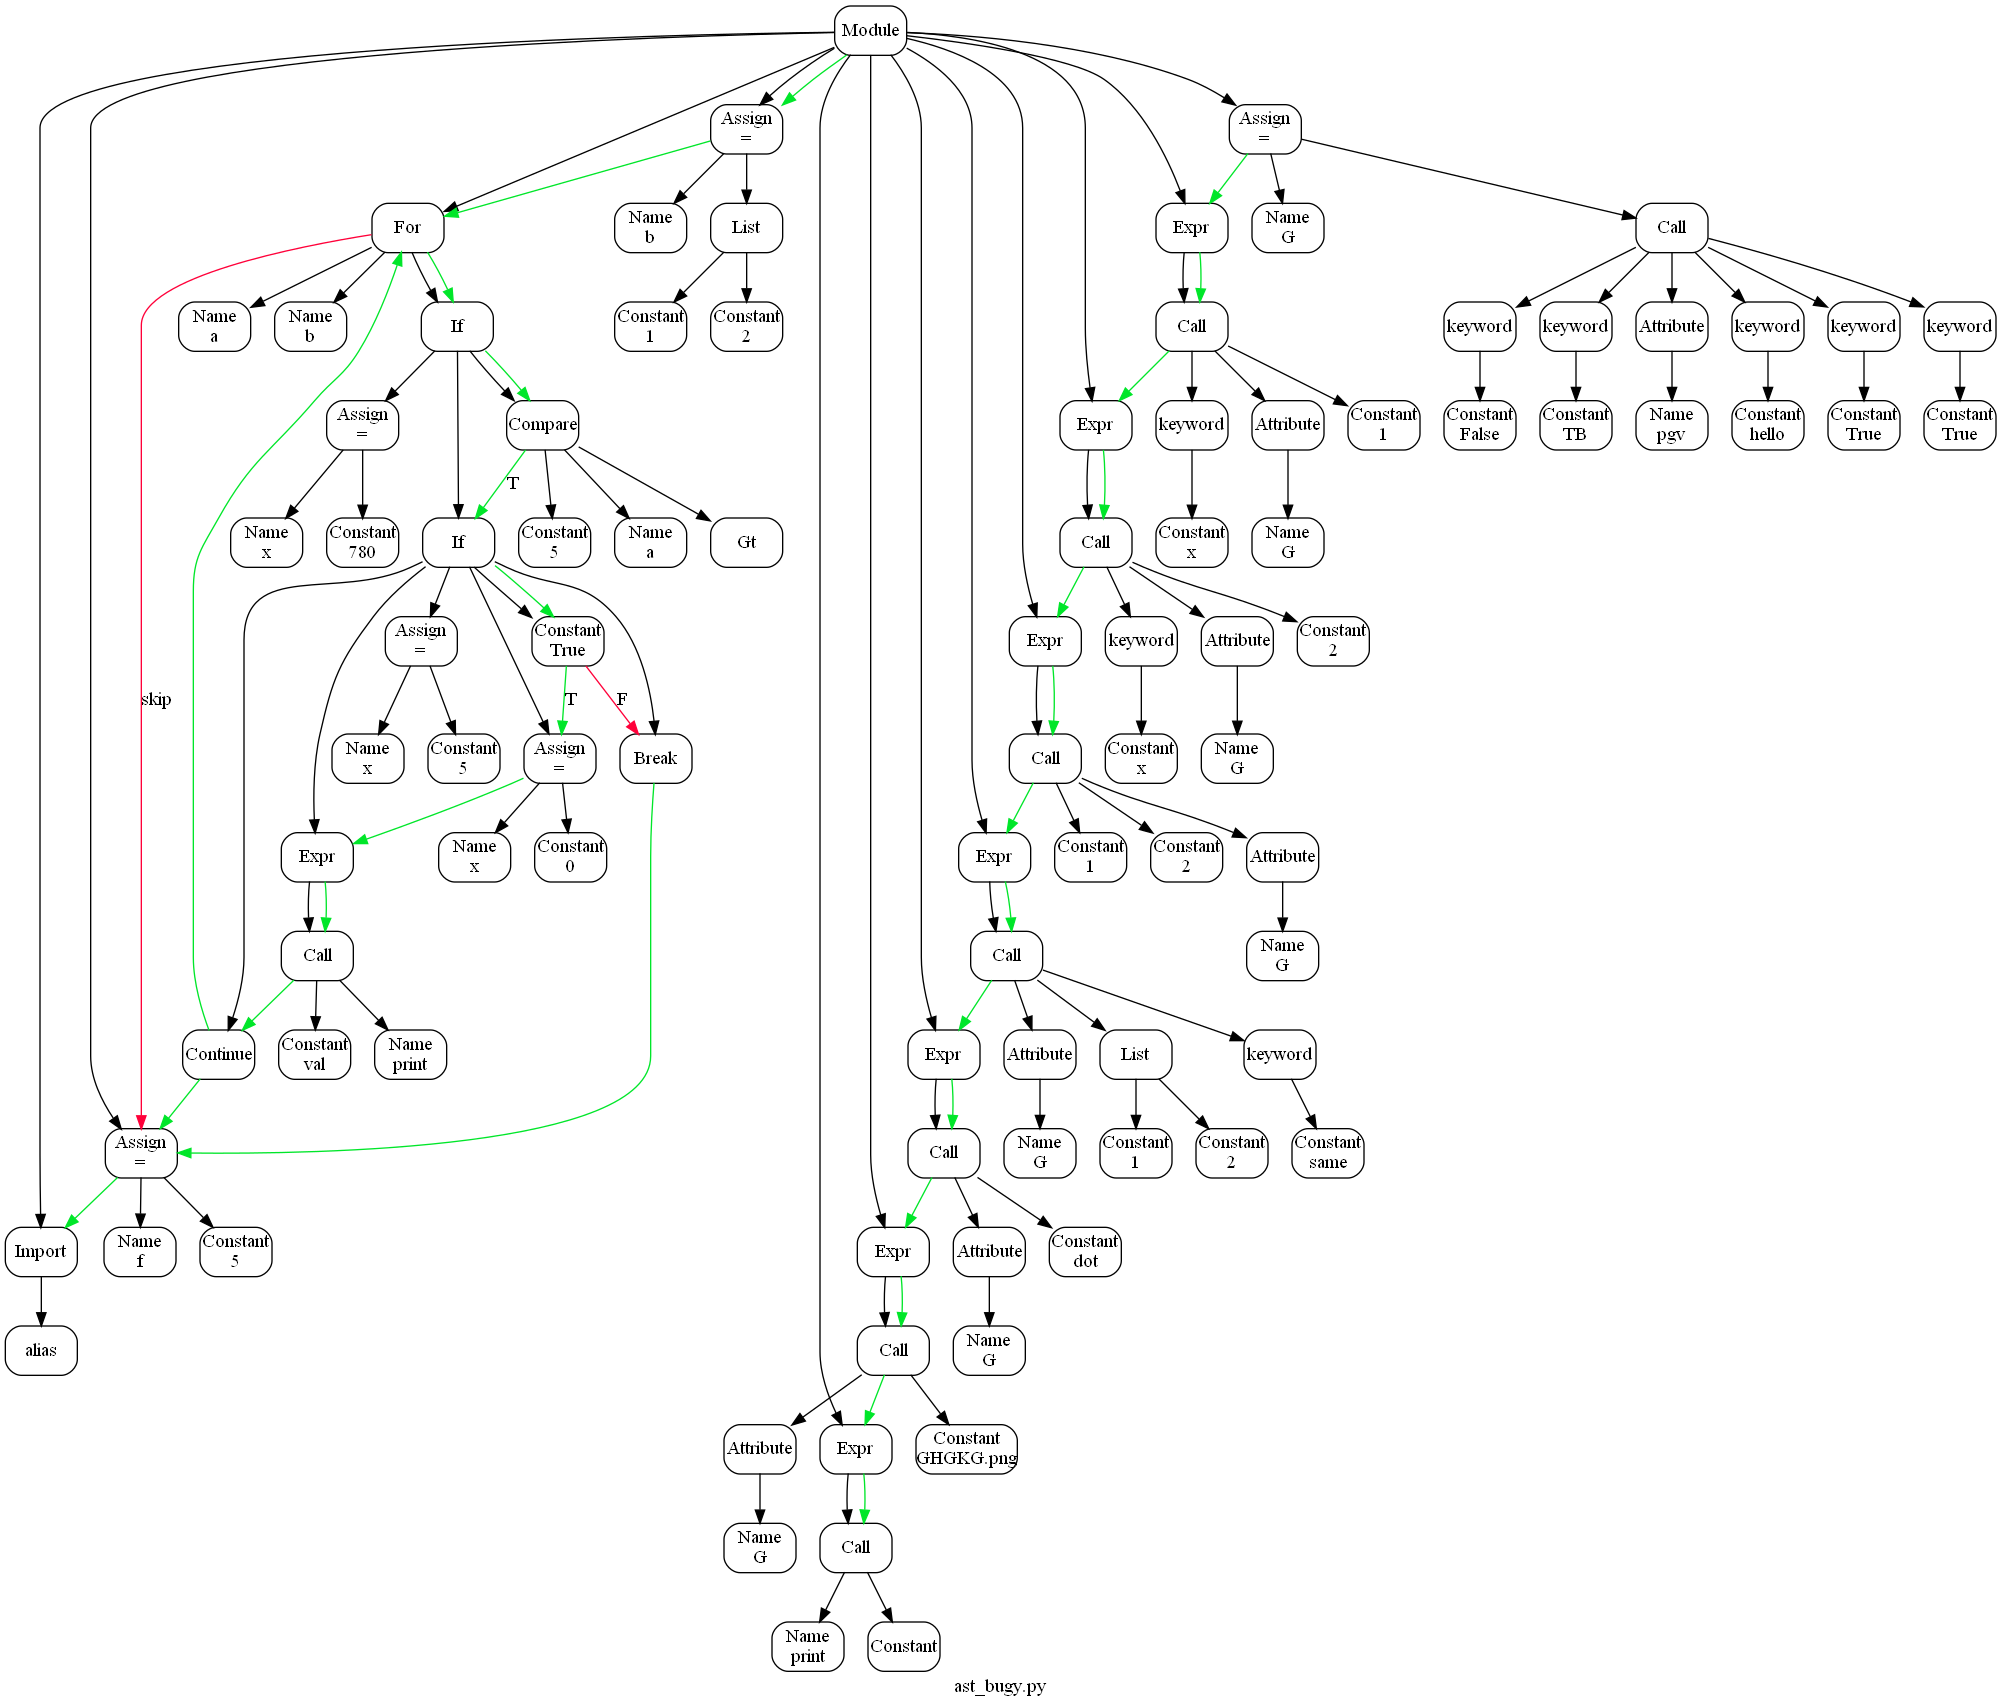 Module
Assign
=
Assign
=
For
Name
b
List
Expr
Name
G
Call
Name
a
Name
b
If
Constant
1
Constant
2
Call
keyword
keyword
Attribute
keyword
keyword
keyword
Assign
=
Compare
Expr
keyword
Attribute
Constant
1
Constant
False
Constant
TB
Name
pgv
Constant
hello
Constant
True
Constant
True
T
Name
x
Constant
780
If
Constant
5
Name
a
Gt
Call
Constant
x
Name
G
Assign
=
Constant
True
Expr
keyword
Attribute
Constant
2
skip
T
F
Name
x
Constant
5
Assign
=
Break
Call
Constant
x
Name
G
Expr
Name
x
Constant
0
Expr
Constant
1
Constant
2
Attribute
Call
Call
Name
G
Continue
Constant
val
Name
print
Expr
Attribute
List
keyword
Assign
=
Call
Name
G
Constant
1
Constant
2
Constant
same
Import
Name
f
Constant
5
Expr
Attribute
Constant
dot
alias
Call
Name
G
Attribute
Expr
Constant
GHGKG.png
Name
G
Call
Name
print
Constant
ast_bugy.py